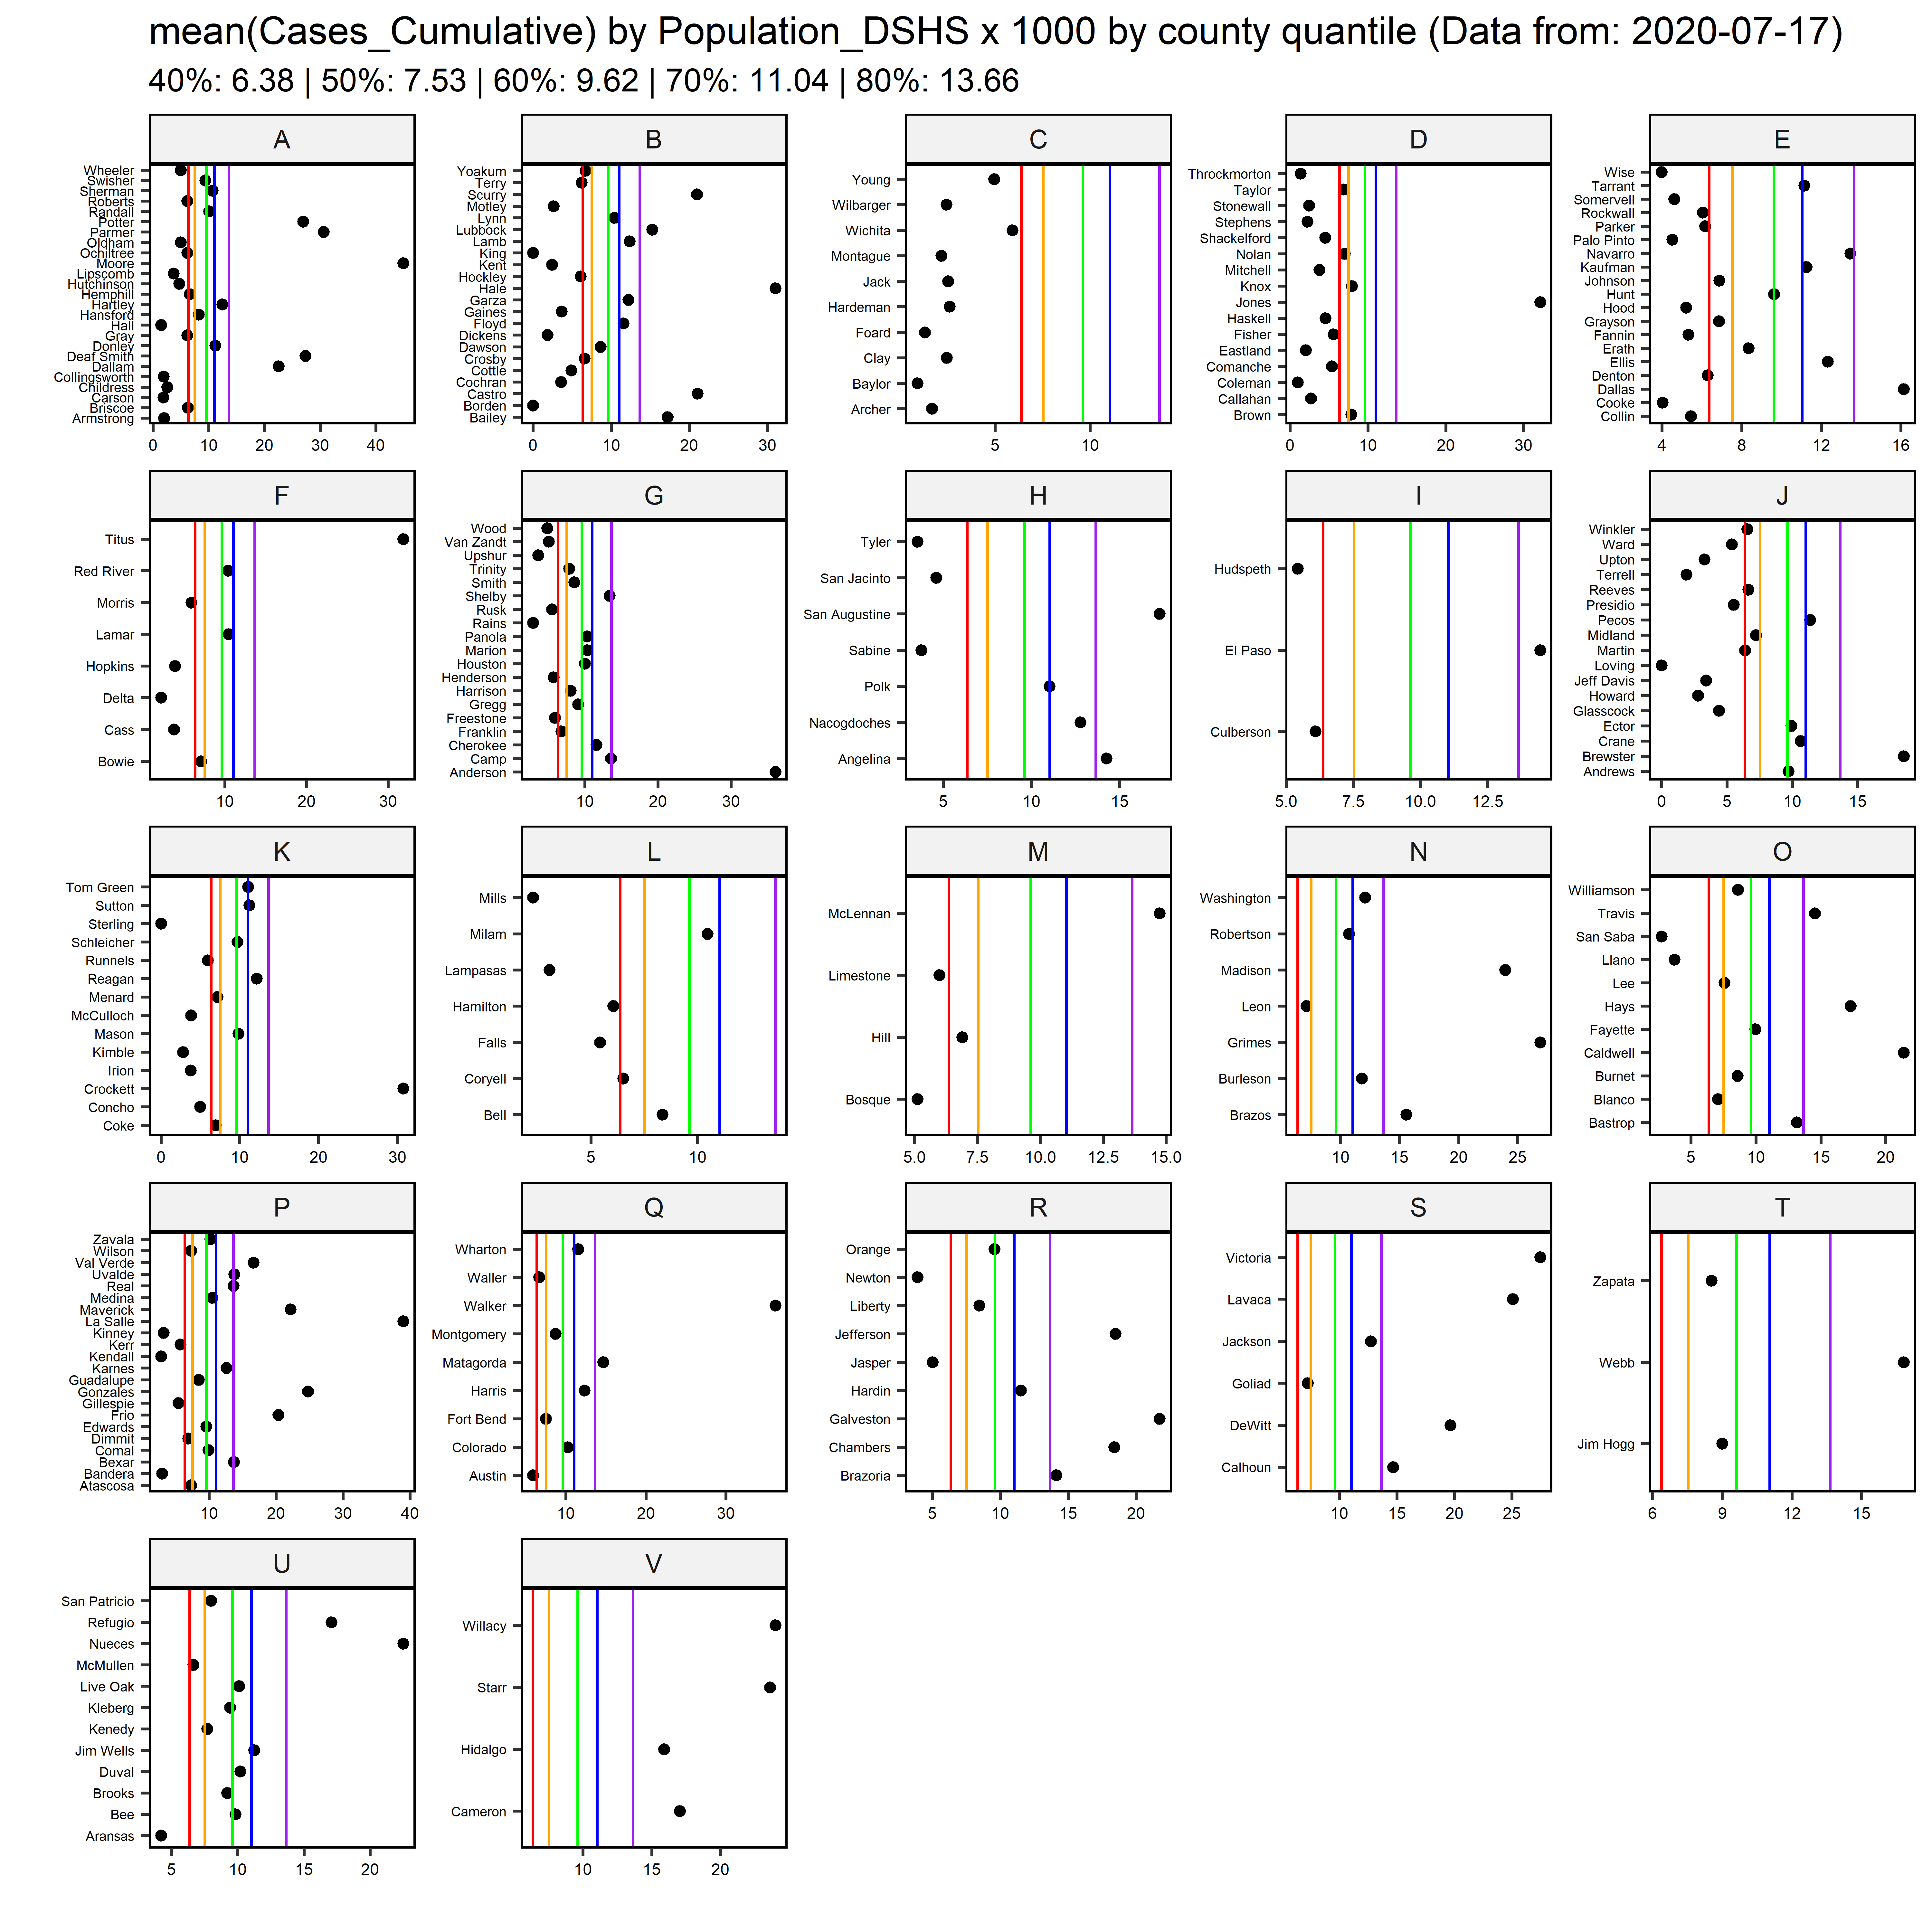 mean(Cases_Cumulative) by Population_DSHS x 1000 by county quantile (Data from: 2020-07-17)
40%: 6.38 | 50%: 7.53 | 60%: 9.62 | 70%: 11.04 | 80%: 13.66
A
Wheeler
Swisher
Sherman
Roberts
Randall
Potter
Parmer
Oldham
Ochiltree
Moore
Lipscomb
Hutchinson
Hemphill
Hartley
Hansford
Hall
Gray
Donley
Deaf Smith
Dallam
Collingsworth
Childress
Carson
Briscoe
Armstrong
0 10 20 30 40
B
Yoakum
Terry
Scurry
Motley
Lynn
Lubbock
Lamb
King
Kent
Hockley
Hale
Garza
Gaines
Floyd
Dickens
Dawson
Crosby
Cottle
Cochran
Castro
Borden
Bailey
0 10 20 30
C
Young
Wilbarger
Wichita
Montague
Jack
Hardeman
Foard
Clay
Baylor
Archer
5 10
D
Throckmorton
Taylor
Stonewall
Stephens
Shackelford
Nolan
Mitchell
Knox
Jones
Haskell
Fisher
Eastland
Comanche
Coleman
Callahan
Brown
0 10 20 30
E
Wise
Tarrant
Somervell
Rockwall
Parker
Palo Pinto
Navarro
Kaufman
Johnson
Hunt
Hood
Grayson
Fannin
Erath
Ellis
Denton
Dallas
Cooke
Collin
4 8 12 16
F
Titus
Red River
Morris
Lamar
Hopkins
Delta
Cass
Bowie
10 20 30
G
Wood
Van Zandt
Upshur
Trinity
Smith
Shelby
Rusk
Rains
Panola
Marion
Houston
Henderson
Harrison
Gregg
Freestone
Franklin
Cherokee
Camp
Anderson
10 20 30
H
Tyler
San Jacinto
San Augustine
Sabine
Polk
Nacogdoches
Angelina
5 10 15
I
Hudspeth
El Paso
Culberson
5.0 7.5 10.0 12.5
J
Winkler
Ward
Upton
Terrell
Reeves
Presidio
Pecos
Midland
Martin
Loving
Jeff Davis
Howard
Glasscock
Ector
Crane
Brewster
Andrews
0 5 10 15
K
Tom Green
Sutton
Sterling
Schleicher
Runnels
Reagan
Menard
McCulloch
Mason
Kimble
Irion
Crockett
Concho
Coke
0 10 20 30
L
Mills
Milam
Lampasas
Hamilton
Falls
Coryell
Bell
5 10
M
McLennan
Limestone
Hill
Bosque
5.0 7.5 10.0 12.5 15.0
N
Washington
Robertson
Madison
Leon
Grimes
Burleson
Brazos
10 15 20 25
O
Williamson
Travis
San Saba
Llano
Lee
Hays
Fayette
Caldwell
Burnet
Blanco
Bastrop
5 10 15 20
P
Zavala
Wilson
Val Verde
Uvalde
Real
Medina
Maverick
La Salle
Kinney
Kerr
Kendall
Karnes
Guadalupe
Gonzales
Gillespie
Frio
Edwards
Dimmit
Comal
Bexar
Bandera
Atascosa
10 20 30 40
Q
Wharton
Waller
Walker
Montgomery
Matagorda
Harris
Fort Bend
Colorado
Austin
10 20 30
R
Orange
Newton
Liberty
Jefferson
Jasper
Hardin
Galveston
Chambers
Brazoria
5 10 15 20
S
Victoria
Lavaca
Jackson
Goliad
DeWitt
Calhoun
10 15 20 25
T
Zapata
Webb
Jim Hogg
6 9 12 15
U
San Patricio
Refugio
Nueces
McMullen
Live Oak
Kleberg
Kenedy
Jim Wells
Duval
Brooks
Bee
Aransas
5 10 15 20
V
Willacy
Starr
Hidalgo
Cameron
10 15 20